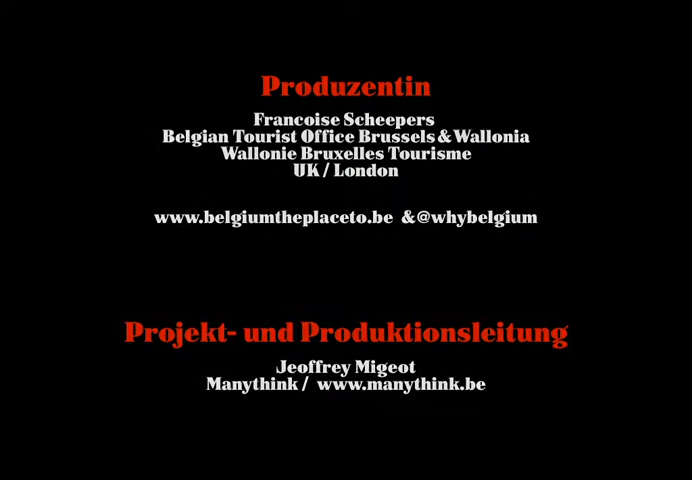 Produzentin
Francoise Scheepers
Belgian Tourist Office Brussels & Wallonia
Wallonie Bruxelles Tourisme
UK / London
www.belgiumtheplaceto.be &@whybelgium
Projekt- und Produktionsleitung
Jeoffrey Migeot
Manythink / www.manythink.be